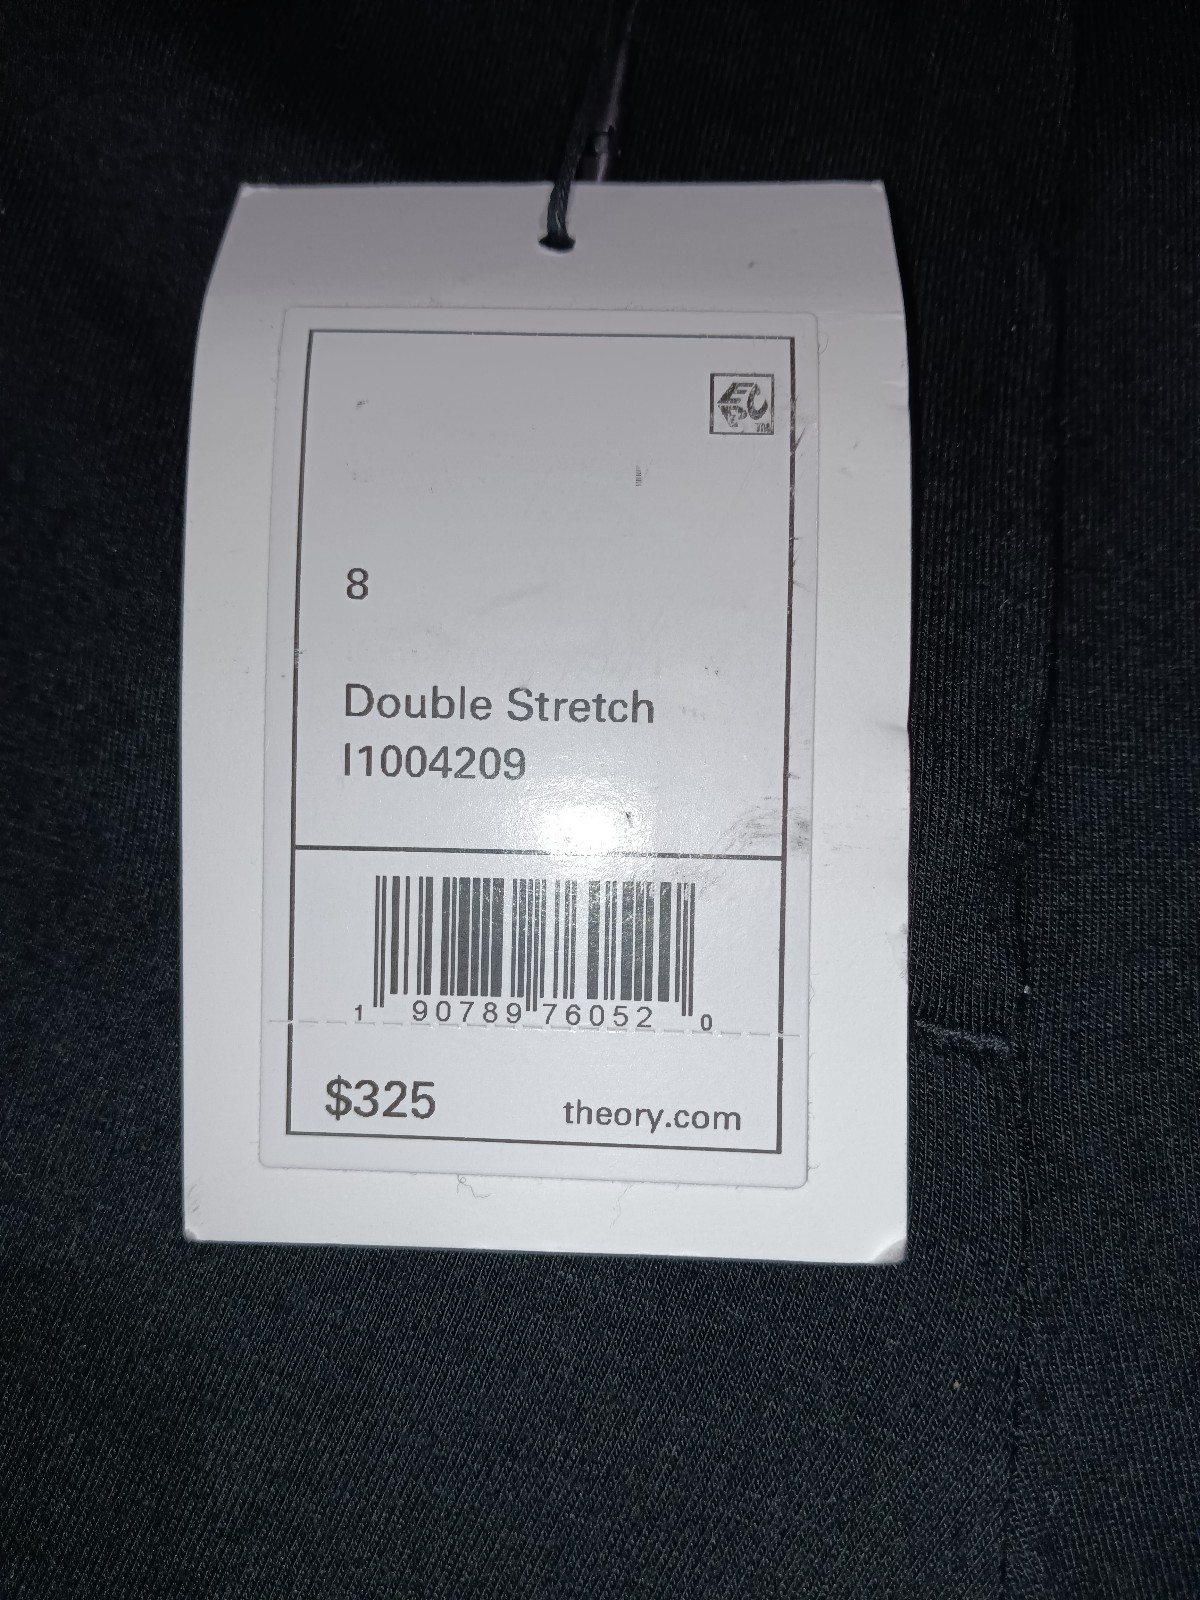 8
Double Stretch
I1004209
1 90789 76052 0
$325 theory.com